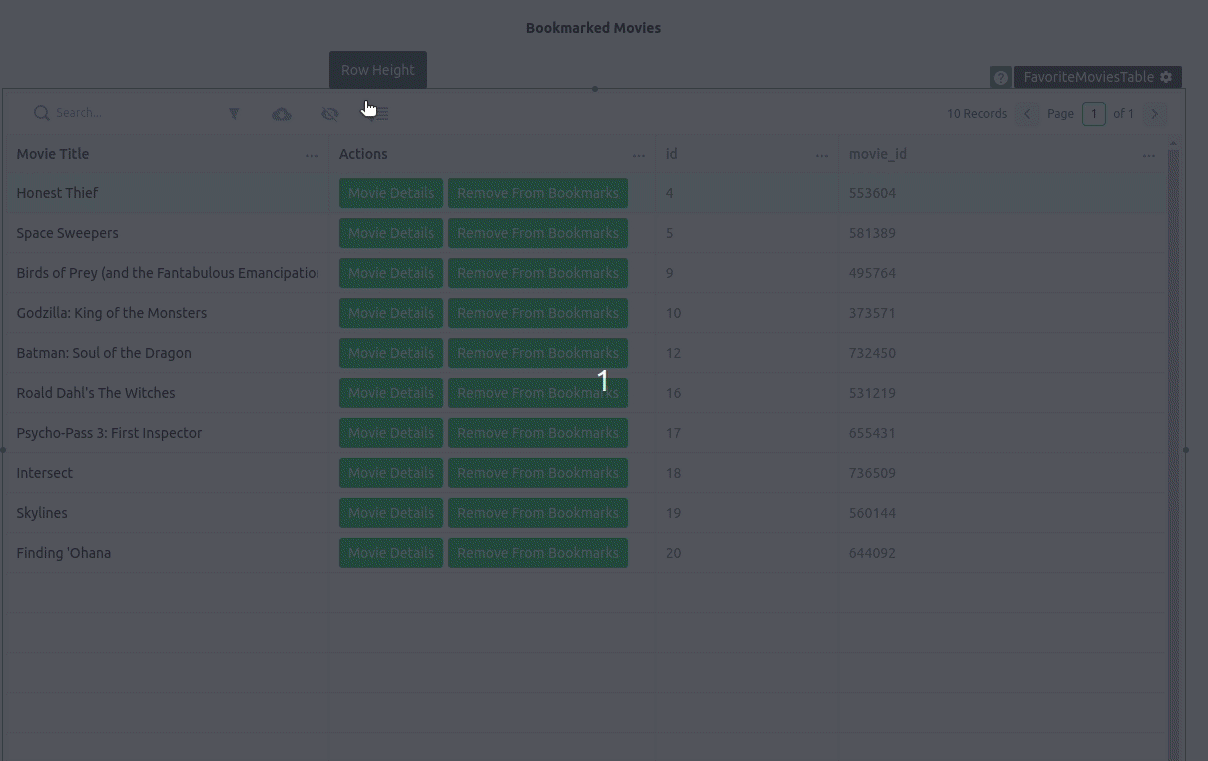 Bookmarked Movies
Row Height
FavoriteMoviesTable
Search...
10 Records Page 1 of 1
Movie Title Actions id movie_id
Honest Thief Movie Details Remove From Bookmarks 4 553604
Space Sweepers Movie Details Remove From Bookmarks 5 581389
Birds of Prey (and the Fantabulous Emancipation Movie Details Remove From Bookmarks 9 495764
Godzilla: King of the Monsters Movie Details Remove From Bookmarks 10 373571
Batman: Soul of the Dragon Movie Details Remove From Bookmarks 12 732450
1
Roald Dahl's The Witches Movie Details Remove From Bookmarks 16 531219
Psycho-Pass 3: First Inspector Movie Details Remove From Bookmarks 17 655431
Intersect Movie Details Remove From Bookmarks 18 736509
Skylines Movie Details Remove From Bookmarks 19 560144
Finding 'Ohana Movie Details Remove From Bookmarks 20 644092